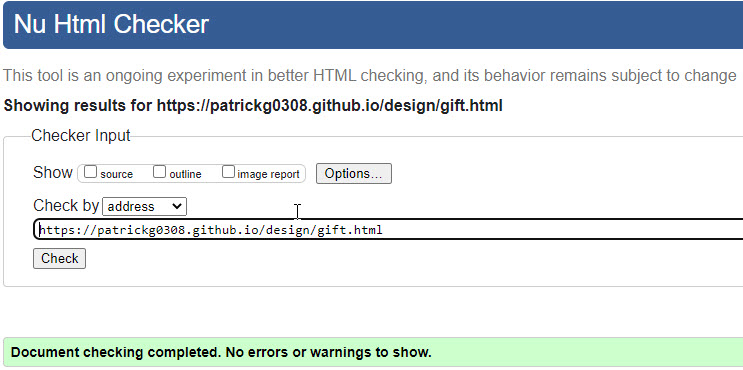 Nu Html Checker
This tool is an ongoing experiment in better HTML checking, and its behavior remains subject to change
Showing results for https://patrickg0308.github.io/design/gift.html
Checker Input
Show source outline image report Options...
Check by address
https://patrickg0308.github.io/design/gift.html
Check
Document checking completed. No errors or warnings to show.